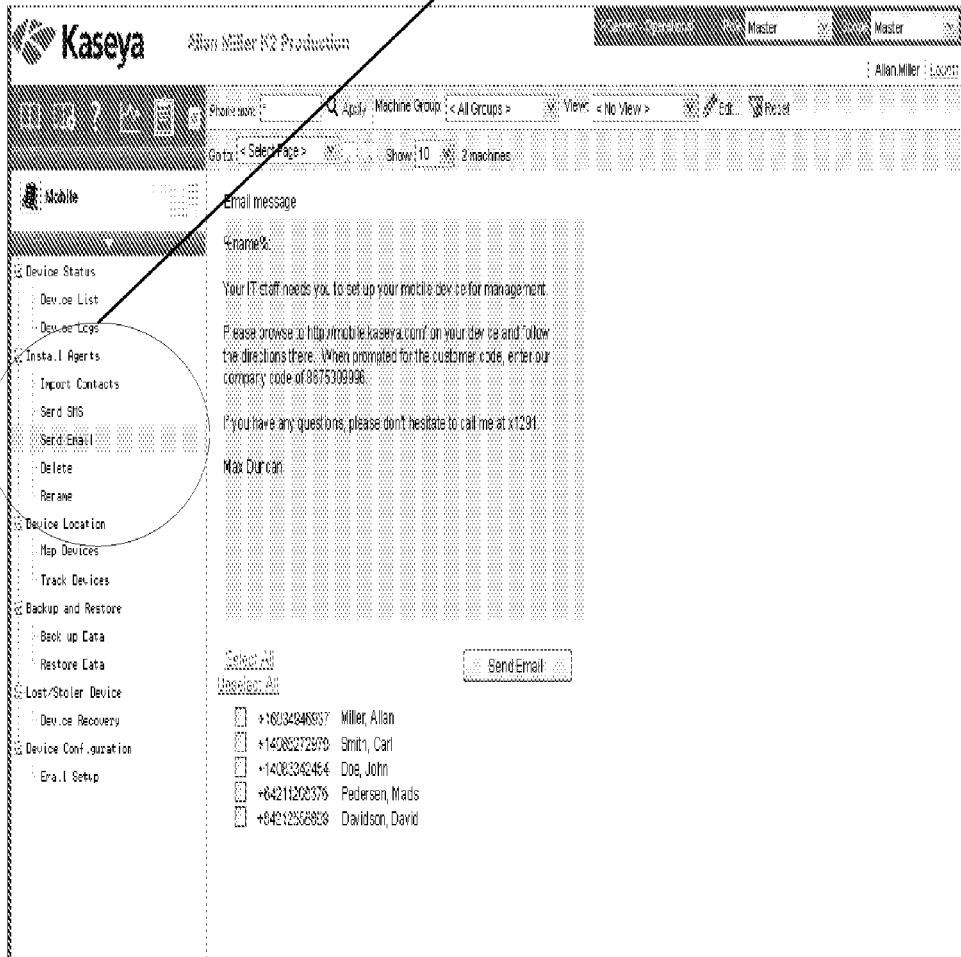 Kaseya
Allan Miller K2 Production
Master
Master
Allan.Miller
Apply
Machine Group: < All Groups >
View: < No View >
Edit...
Reset
Go to: < Select Page >
Show 10
2 machines
Mobile
Device Status
Device List
Device Logs
Install Agents
Import Contacts
Send SMS
Send Email
Delete
Rename
Device Location
Map Devices
Track Devices
Backup and Restore
Back up Data
Restore Data
Lost/Stolen Device
Device Recovery
Device Configuration
Email Setup
Email message
%name%:
Your IT staff needs you to set up your mobile device for management.
Please browse to http://mobile.kaseya.com/ on your device and follow
the directions there. When prompted for the customer code, enter our
company code of 8675309996.
If you have any questions, please don't hesitate to call me at x1291.
Max Duncan
Select All
Unselect All
Send Email
Miller, Allan
Smith, Carl
Doe, John
Pedersen, Mads
Davidson, David